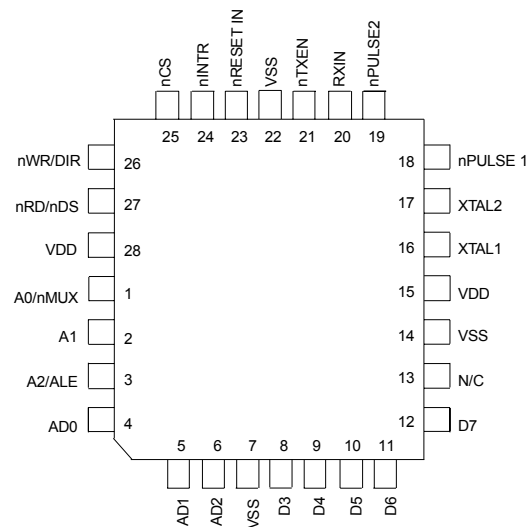 nCS
nINTR
nRESET IN
VSS
nTXEN
RXIN
nPULSE2
25 24 23 22 21 20 19
nWR/DIR 26 18 nPULSE 1
nRD/nDS 27 17 XTAL2
VDD 28 16 XTAL1
A0/nMUX 1 15 VDD
A1 2 14 VSS
A2/ALE 3 13 N/C
AD0 4 12 D7
5 6 7 8 9 10 11
AD1
AD2
VSS
D3
D4
D5
D6